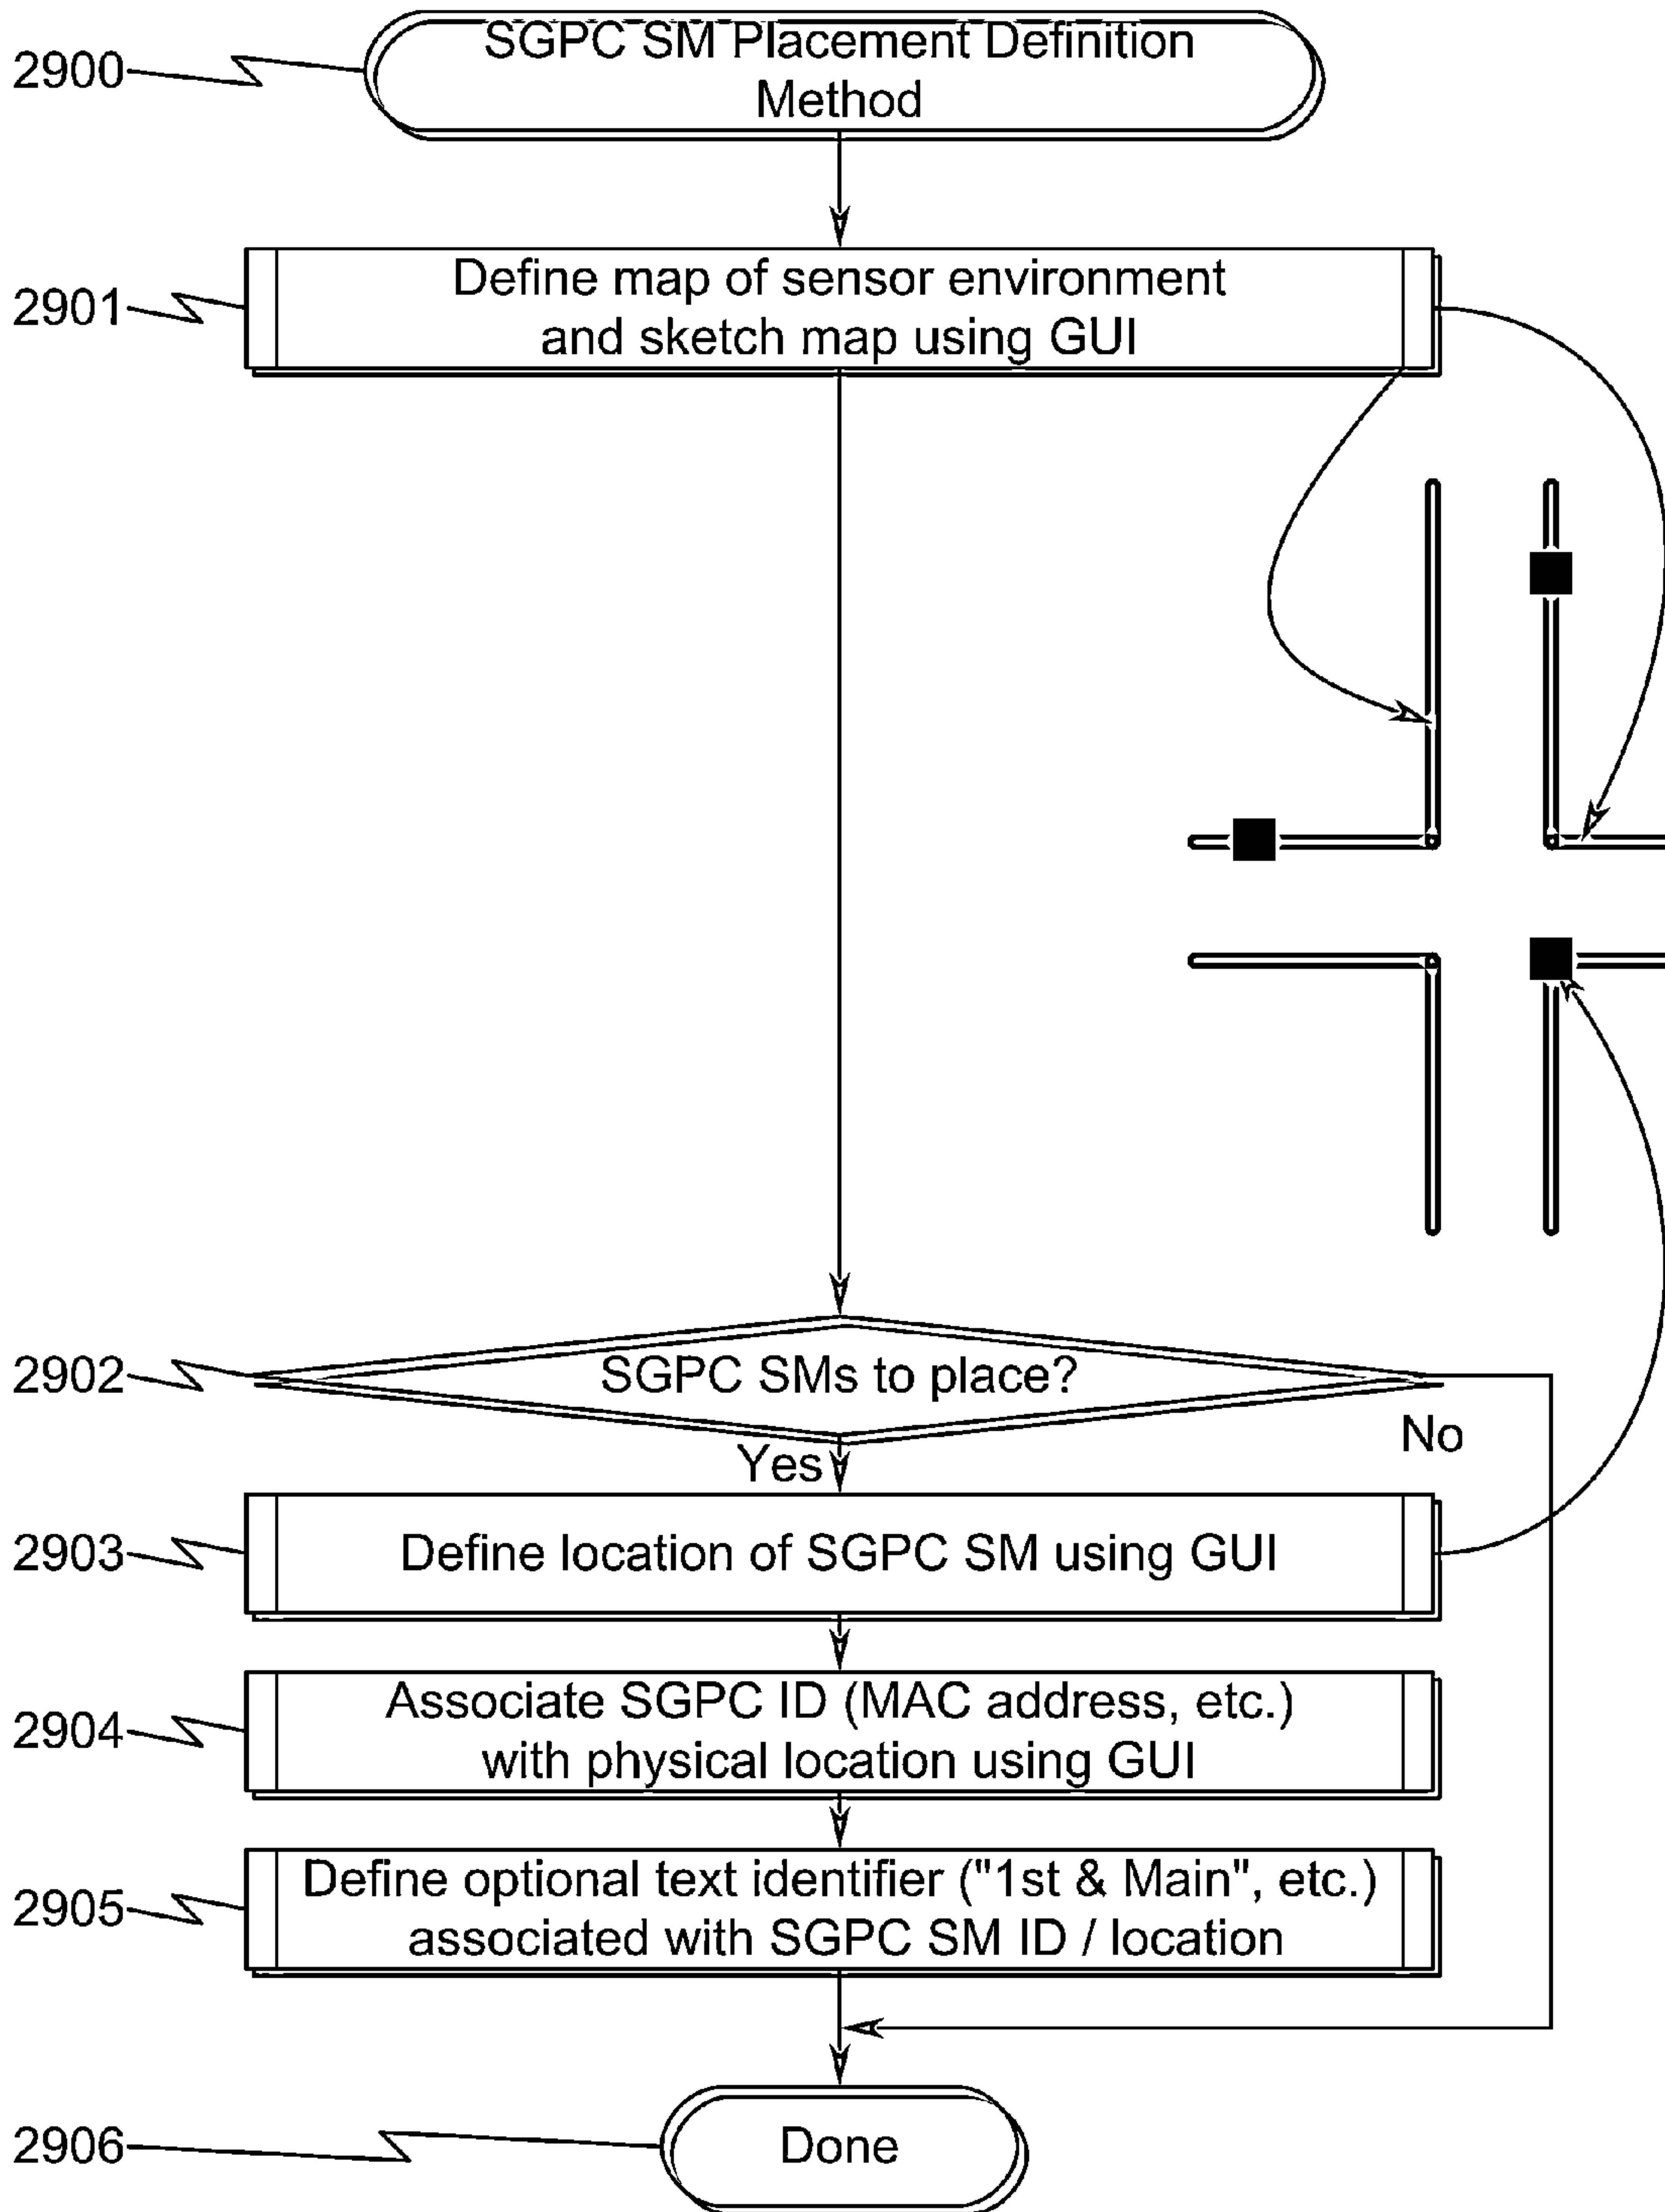 2900
SGPC SM Placement Definition
Method
2901
Define map of sensor environment
and sketch map using GUI
2902
SGPC SMs to place?
No
Yes
2903
Define location of SGPC SM using GUI
2904
Associate SGPC ID (MAC address, etc.)
with physical location using GUI
2905
Define optional text identifier ("1st & Main", etc.)
associated with SGPC SM ID / location
2906
Done